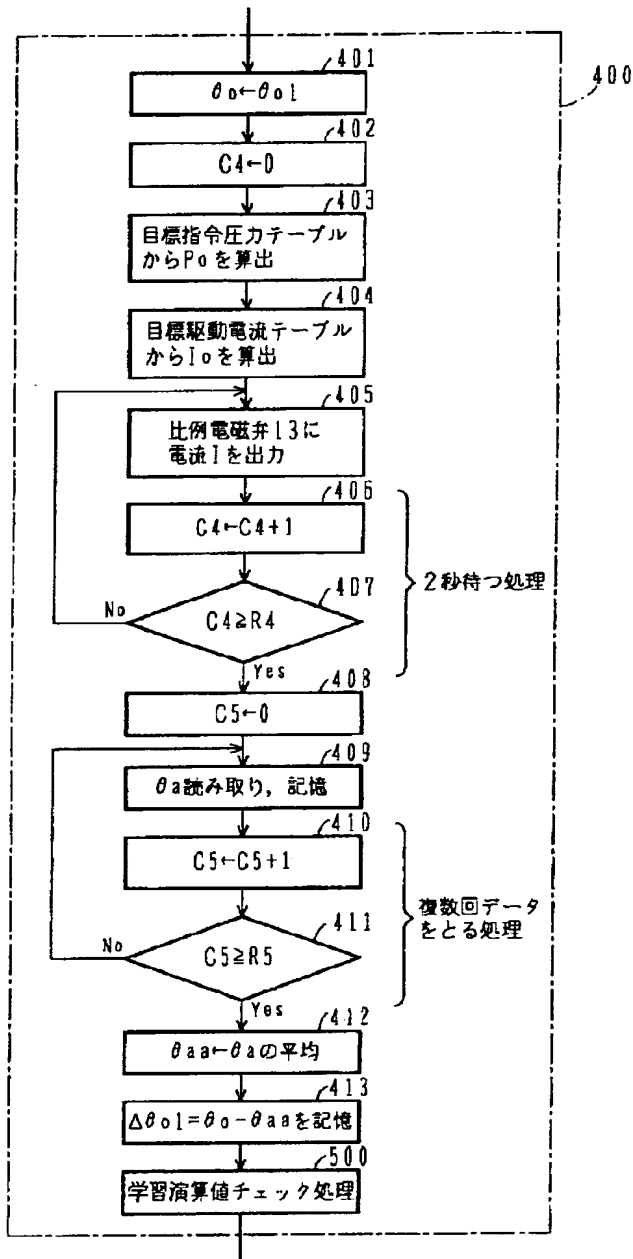 400
401
θo←θo1
402
C4←0
403
目標指令圧力テーブル
からPoを算出
404
目標駆動電流テーブル
からIoを算出
405
比例電磁弁13に
電流Iを出力
406
C4←C4+1
2秒待つ処理
407
No
C4≧R4
Yes
408
C5←0
409
θa読み取り,記憶
410
C5←C5+1
複数回データ
をとる処理
411
No
C5≧R5
Yes
412
θaa←θaの平均
413
Δθo1=θo-θaaを記憶
500
学習演算値チェック処理